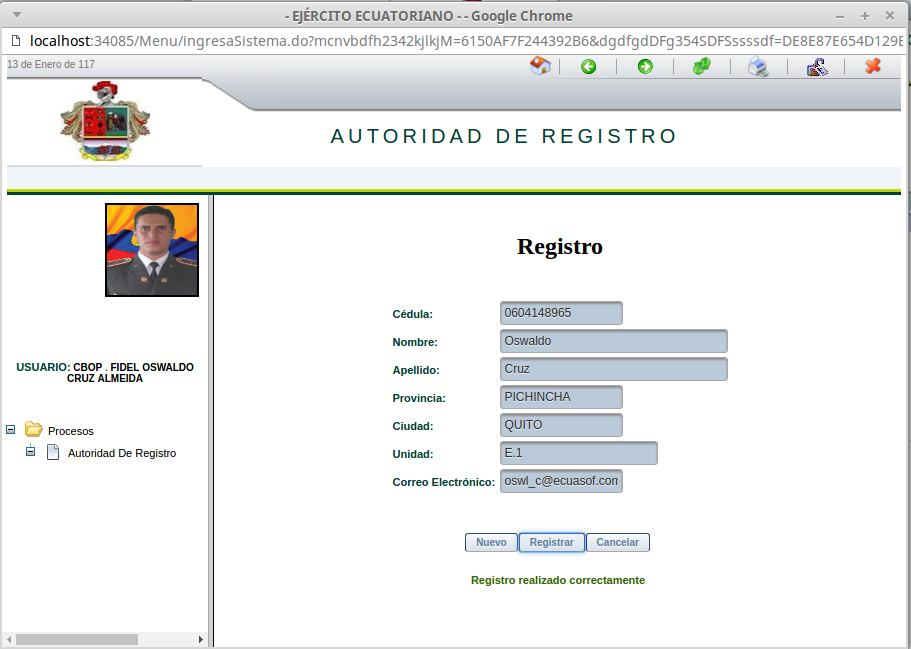 - EJÉRCITO ECUATORIANO - - Google Chrome
localhost:34085/Menu/ingresaSistema.do?mcnvbdfh2342kjlkjM=6150AF7F244392B6&dgdfgdDFg354SDFSssssdf=DE8E87E654D129E
13 de Enero de 117
AUTORIDAD DE REGISTRO
USUARIO: CBOP . FIDEL OSWALDO
CRUZ ALMEIDA
Procesos
Autoridad De Registro
Registro
Cédula: 0604148965
Nombre: Oswaldo
Apellido: Cruz
Provincia: PICHINCHA
Ciudad: QUITO
Unidad: E.1
Correo Electrónico: oswl_c@ecuasof.com
Nuevo Registrar Cancelar
Registro realizado correctamente